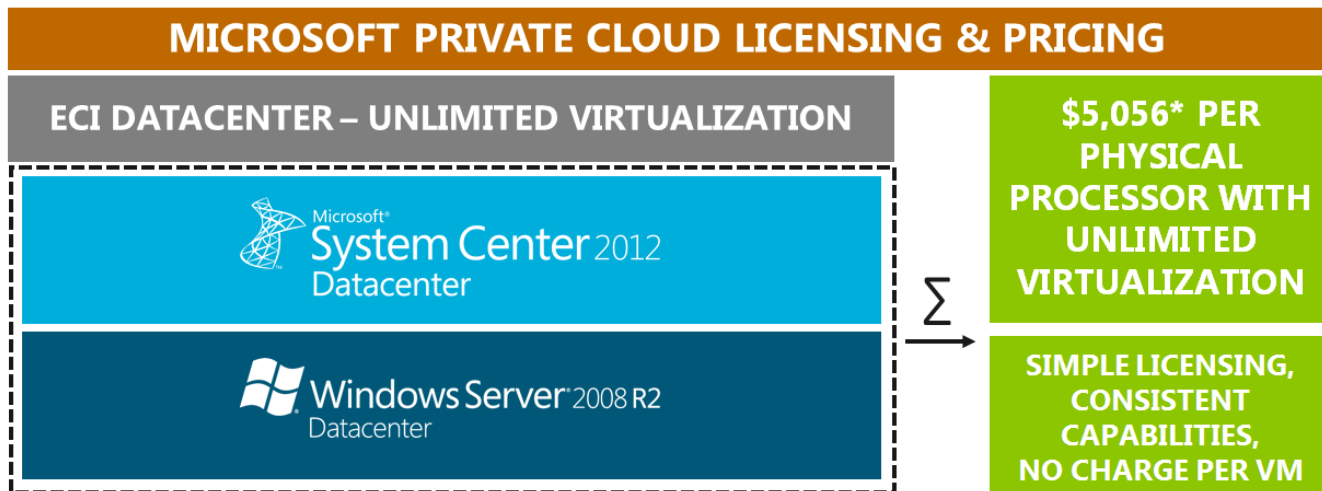 MICROSOFT PRIVATE CLOUD LICENSING & PRICING
ECI DATACENTER – UNLIMITED VIRTUALIZATION
Microsoft®
System Center 2012
Datacenter
Windows Server® 2008 R2
Datacenter
∑
$5,056* PER
PHYSICAL
PROCESSOR WITH
UNLIMITED
VIRTUALIZATION
SIMPLE LICENSING,
CONSISTENT
CAPABILITIES,
NO CHARGE PER VM